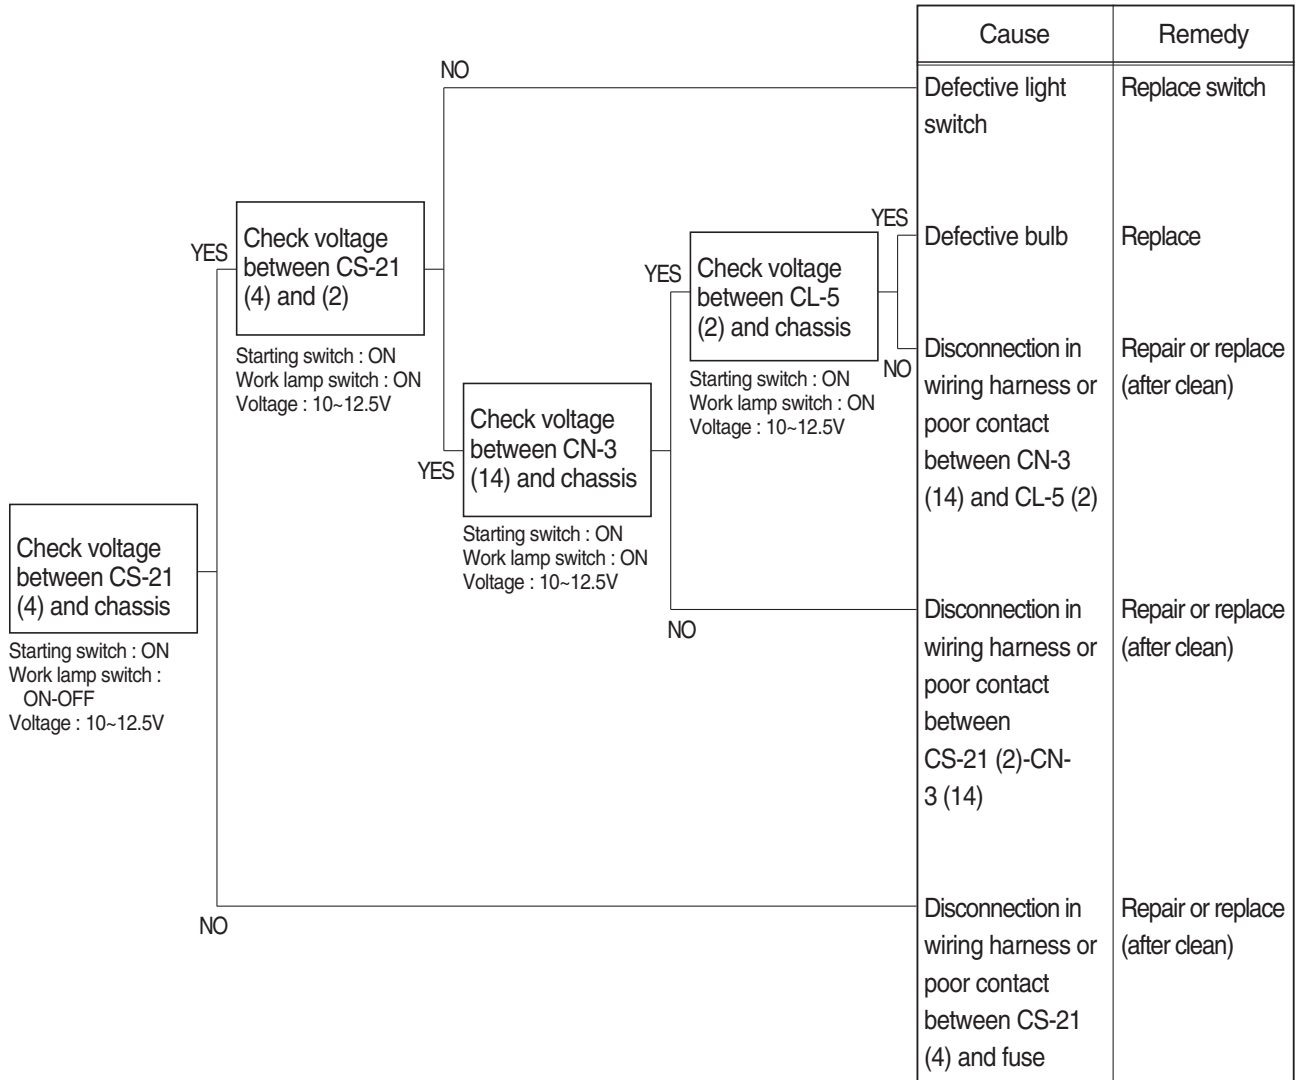 Cause
Remedy
NO
Defective light
switch
Replace switch
YES
Check voltage
between CS-21
(4) and (2)
Starting switch : ON
Work lamp switch : ON
Voltage : 10~12.5V
YES
Check voltage
between CL-5
(2) and chassis
Starting switch : ON
Work lamp switch : ON
Voltage : 10~12.5V
YES
Defective bulb
Replace
NO
Disconnection in
wiring harness or
poor contact
between CN-3
(14) and CL-5 (2)
Repair or replace
(after clean)
YES
Check voltage
between CN-3
(14) and chassis
Starting switch : ON
Work lamp switch : ON
Voltage : 10~12.5V
Check voltage
between CS-21
(4) and chassis
Starting switch : ON
Work lamp switch :
ON-OFF
Voltage : 10~12.5V
NO
Disconnection in
wiring harness or
poor contact
between
CS-21 (2)-CN-
3 (14)
Repair or replace
(after clean)
NO
Disconnection in
wiring harness or
poor contact
between CS-21
(4) and fuse
Repair or replace
(after clean)